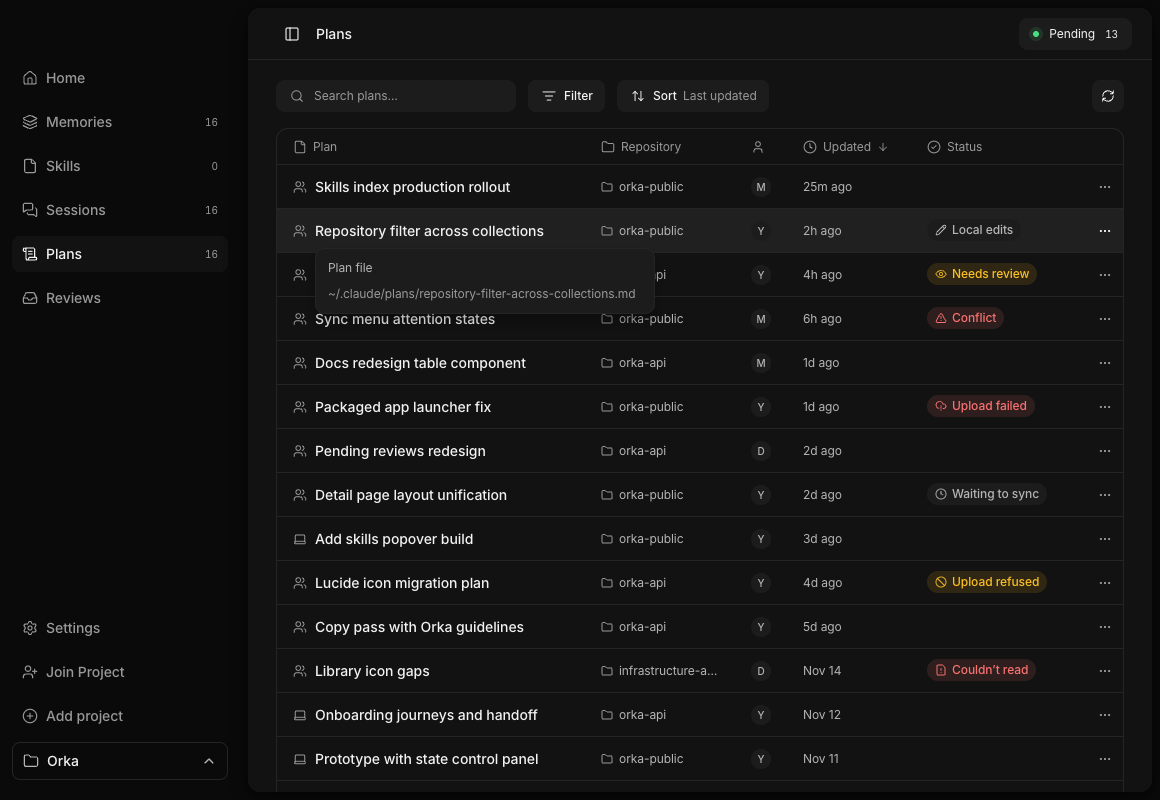 Plans
Pending 13
Home
Memories 16
Skills 0
Sessions 16
Plans 16
Reviews
Settings
Join Project
Add project
Orka
Search plans...
Filter
Sort Last updated
Plan Repository Updated Status
Skills index production rollout orka-public M 25m ago
Repository filter across collections orka-public Y 2h ago Local edits
Plan file
~/.claude/plans/repository-filter-across-collections.md
Y 4h ago Needs review
Sync menu attention states orka-public M 6h ago Conflict
Docs redesign table component orka-api M 1d ago
Packaged app launcher fix orka-public Y 1d ago Upload failed
Pending reviews redesign orka-api D 2d ago
Detail page layout unification orka-public Y 2d ago Waiting to sync
Add skills popover build orka-public Y 3d ago
Lucide icon migration plan orka-api Y 4d ago Upload refused
Copy pass with Orka guidelines orka-api Y 5d ago
Library icon gaps infrastructure-a... D Nov 14 Couldn't read
Onboarding journeys and handoff orka-api Y Nov 12
Prototype with state control panel orka-public Y Nov 11